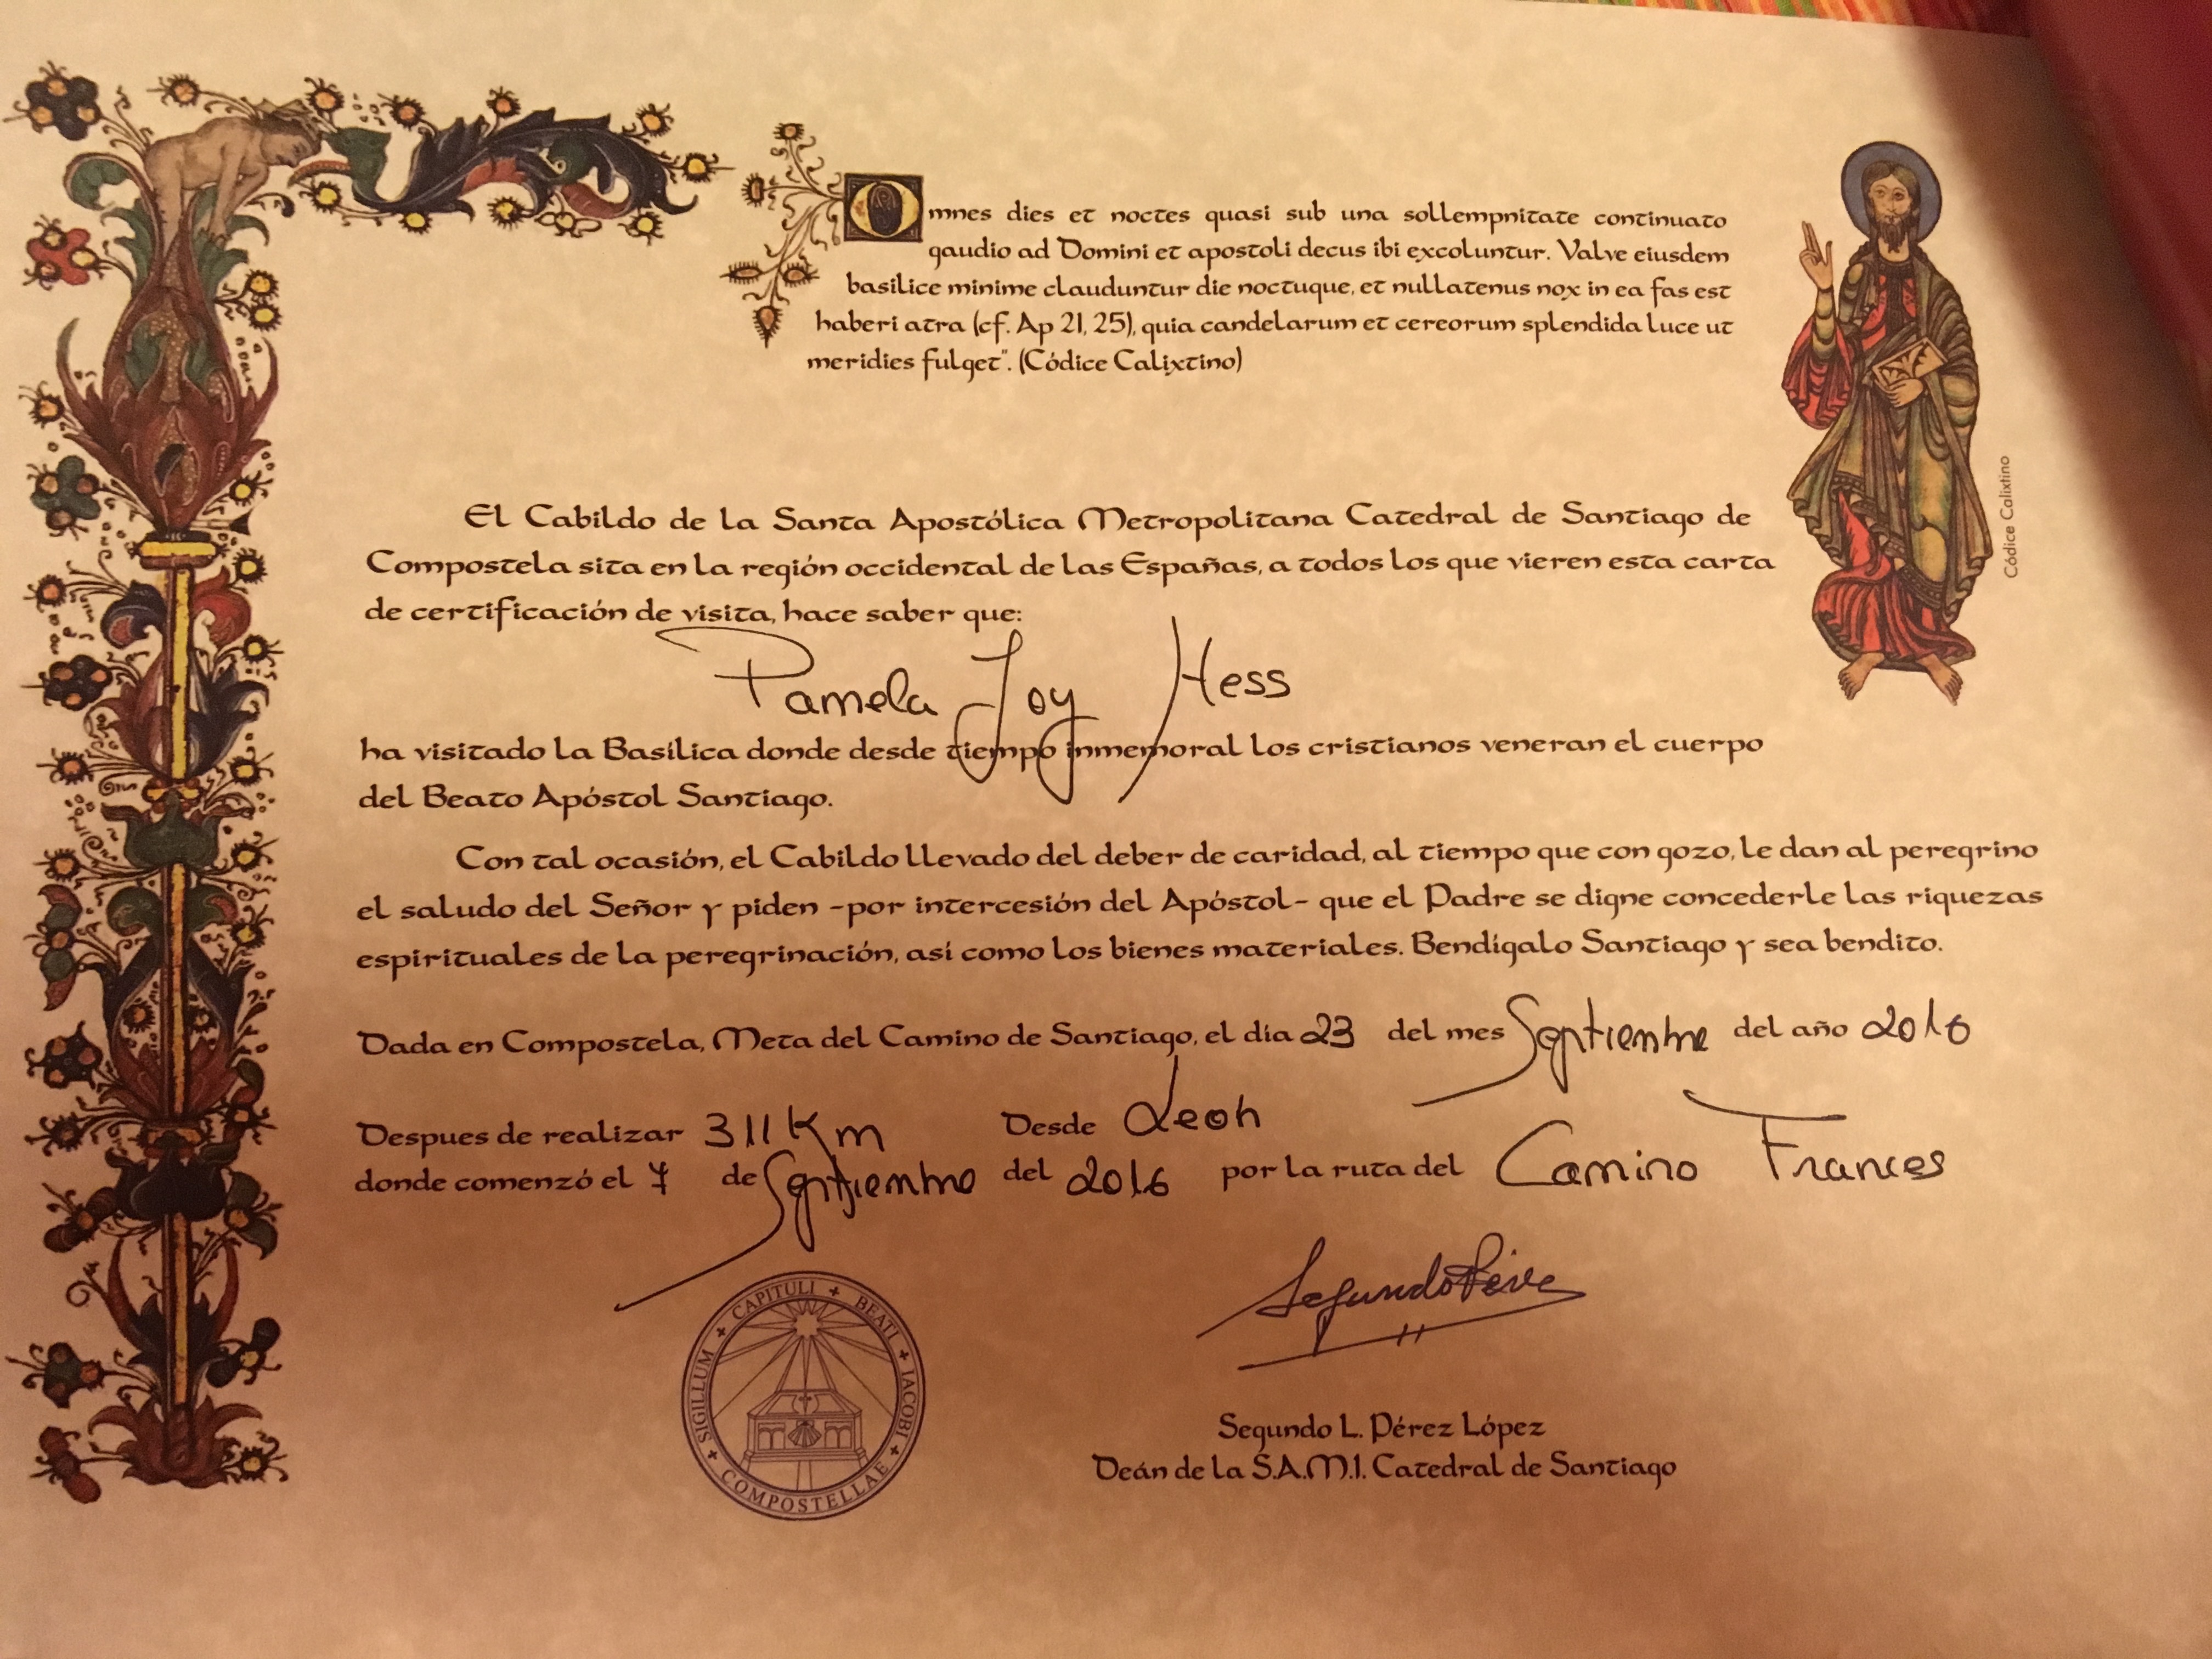 Omnes dies et noctes quasi sub una sollempnitate continuato
gaudio ad Domini et apostoli decus ibi excoluntur. Valve eiusdem
basilice minime clauduntur die noctuque, et nullatenus nox in ea fas est
haberi atra (cf. Ap 21, 25), quia candelarum et cereorum splendida luce ut
meridies fulget". (Códice Calixtino)
Códice Calixtino
El Cabildo de la Santa Apostólica Metropolitana Catedral de Santiago de
Compostela sita en la región occidental de las Españas, a todos los que vieren esta carta
de certificación de visita, hace saber que:
Pamela Joy Hess
ha visitado la Basílica donde desde tiempo inmemoral los cristianos veneran el cuerpo
del Beato Apóstol Santiago.
Con tal ocasión, el Cabildo llevado del deber de caridad, al tiempo que con gozo, le dan al peregrino
el saludo del Señor y piden -por intercesión del Apóstol- que el Padre se digne concederle las riquezas
espirituales de la peregrinación, así como los bienes materiales. Bendígalo Santiago y sea bendito.
Dada en Compostela, Meta del Camino de Santiago, el día 23 del mes Septiembre del año 2016
Despues de realizar 311 Km Desde Leon
donde comenzó el 7 de Septiembre del 2016 por la ruta del Camino Frances
SIGILLUM + CAPITULI + BEATI + IACOBI + COMPOSTELLAE +
Segundo Pérez
Segundo L. Pérez López
Deán de la S.A.M.I. Catedral de Santiago